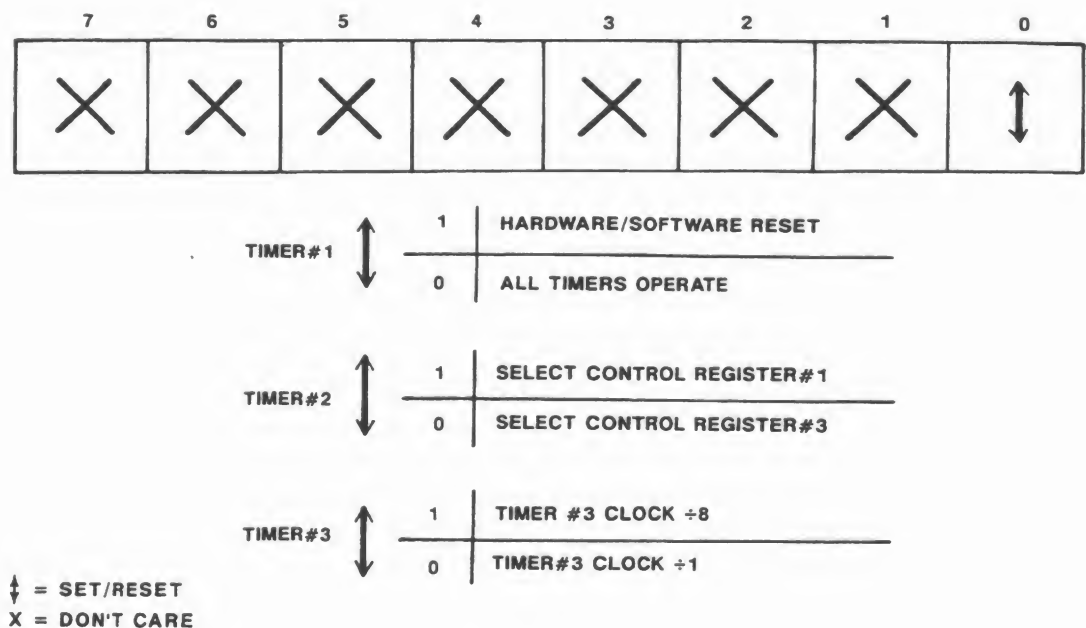 7 6 5 4 3 2 1 0
X X X X X X X ↕
TIMER#1 ↕ 1 HARDWARE/SOFTWARE RESET
0 ALL TIMERS OPERATE
TIMER#2 ↕ 1 SELECT CONTROL REGISTER#1
0 SELECT CONTROL REGISTER#3
TIMER#3 ↕ 1 TIMER #3 CLOCK ÷8
0 TIMER#3 CLOCK ÷1
↕ = SET/RESET
X = DON'T CARE